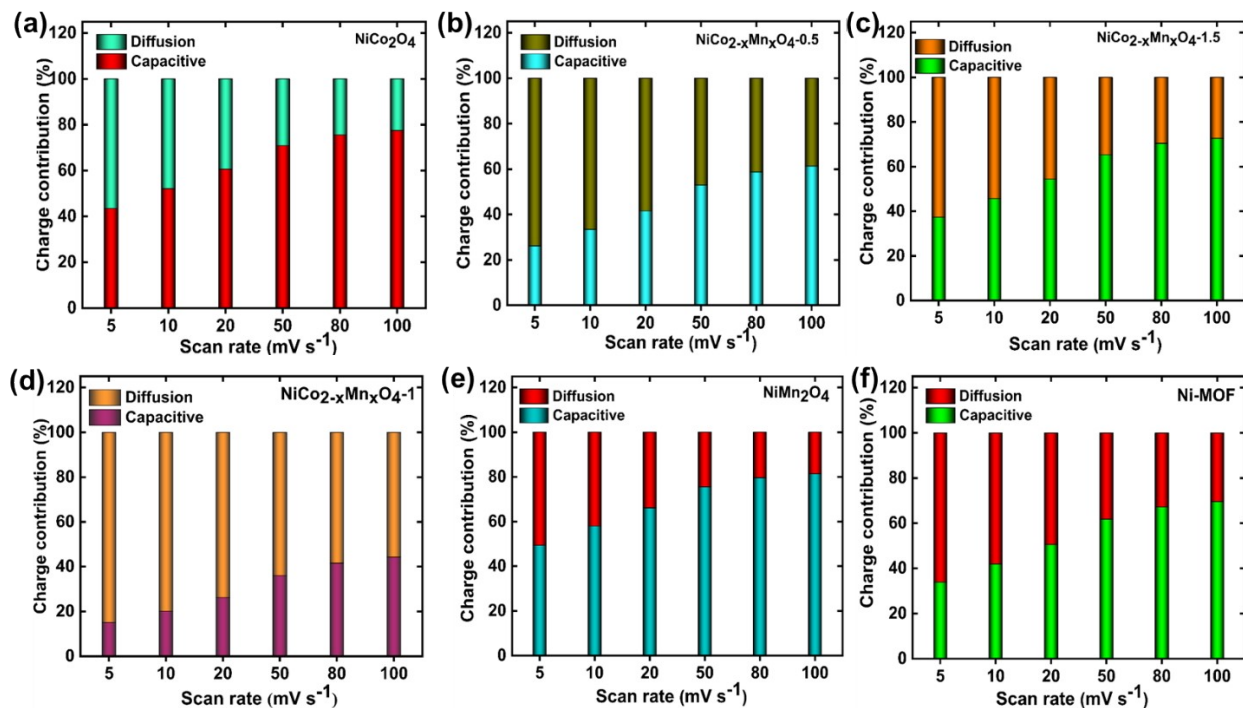 (a)
120
100
80
60
40
20
0
Charge contribution (%)
Diffusion
Capacitive
NiCo₂O₄
5 10 20 50 80 100
Scan rate (mV s⁻¹)
(b)
120
100
80
60
40
20
0
Charge contribution (%)
Diffusion
Capacitive
NiCo₂₋ₓMnₓO₄-0.5
5 10 20 50 80 100
Scan rate (mV s⁻¹)
(c)
120
100
80
60
40
20
0
Charge contribution (%)
Diffusion
Capacitive
NiCo₂₋ₓMnₓO₄-1.5
5 10 20 50 80 100
Scan rate (mV s⁻¹)
(d)
120
100
80
60
40
20
0
Charge contribution (%)
Diffusion
Capacitive
NiCo₂₋ₓMnₓO₄-1
5 10 20 50 80 100
Scan rate (mV s⁻¹)
(e)
120
100
80
60
40
20
0
Charge contribution (%)
Diffusion
Capacitive
NiMn₂O₄
5 10 20 50 80 100
Scan rate (mV s⁻¹)
(f)
120
100
80
60
40
20
0
Charge contribution (%)
Diffusion
Capacitive
Ni-MOF
5 10 20 50 80 100
Scan rate (mV s⁻¹)